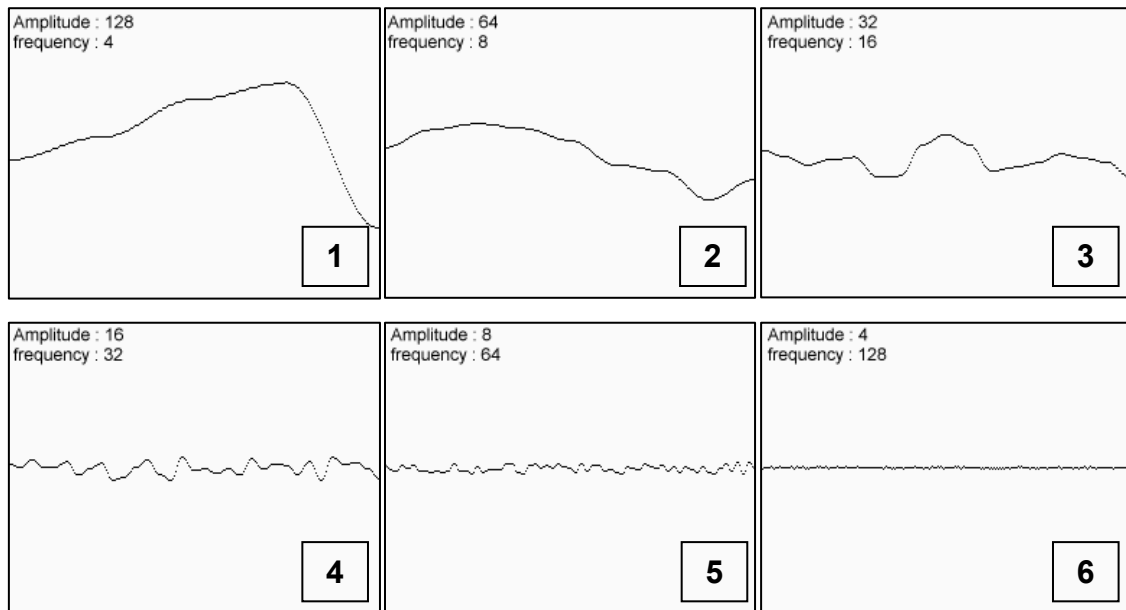 Amplitude : 128
frequency : 4
1
Amplitude : 64
frequency : 8
2
Amplitude : 32
frequency : 16
3
Amplitude : 16
frequency : 32
4
Amplitude : 8
frequency : 64
5
Amplitude : 4
frequency : 128
6